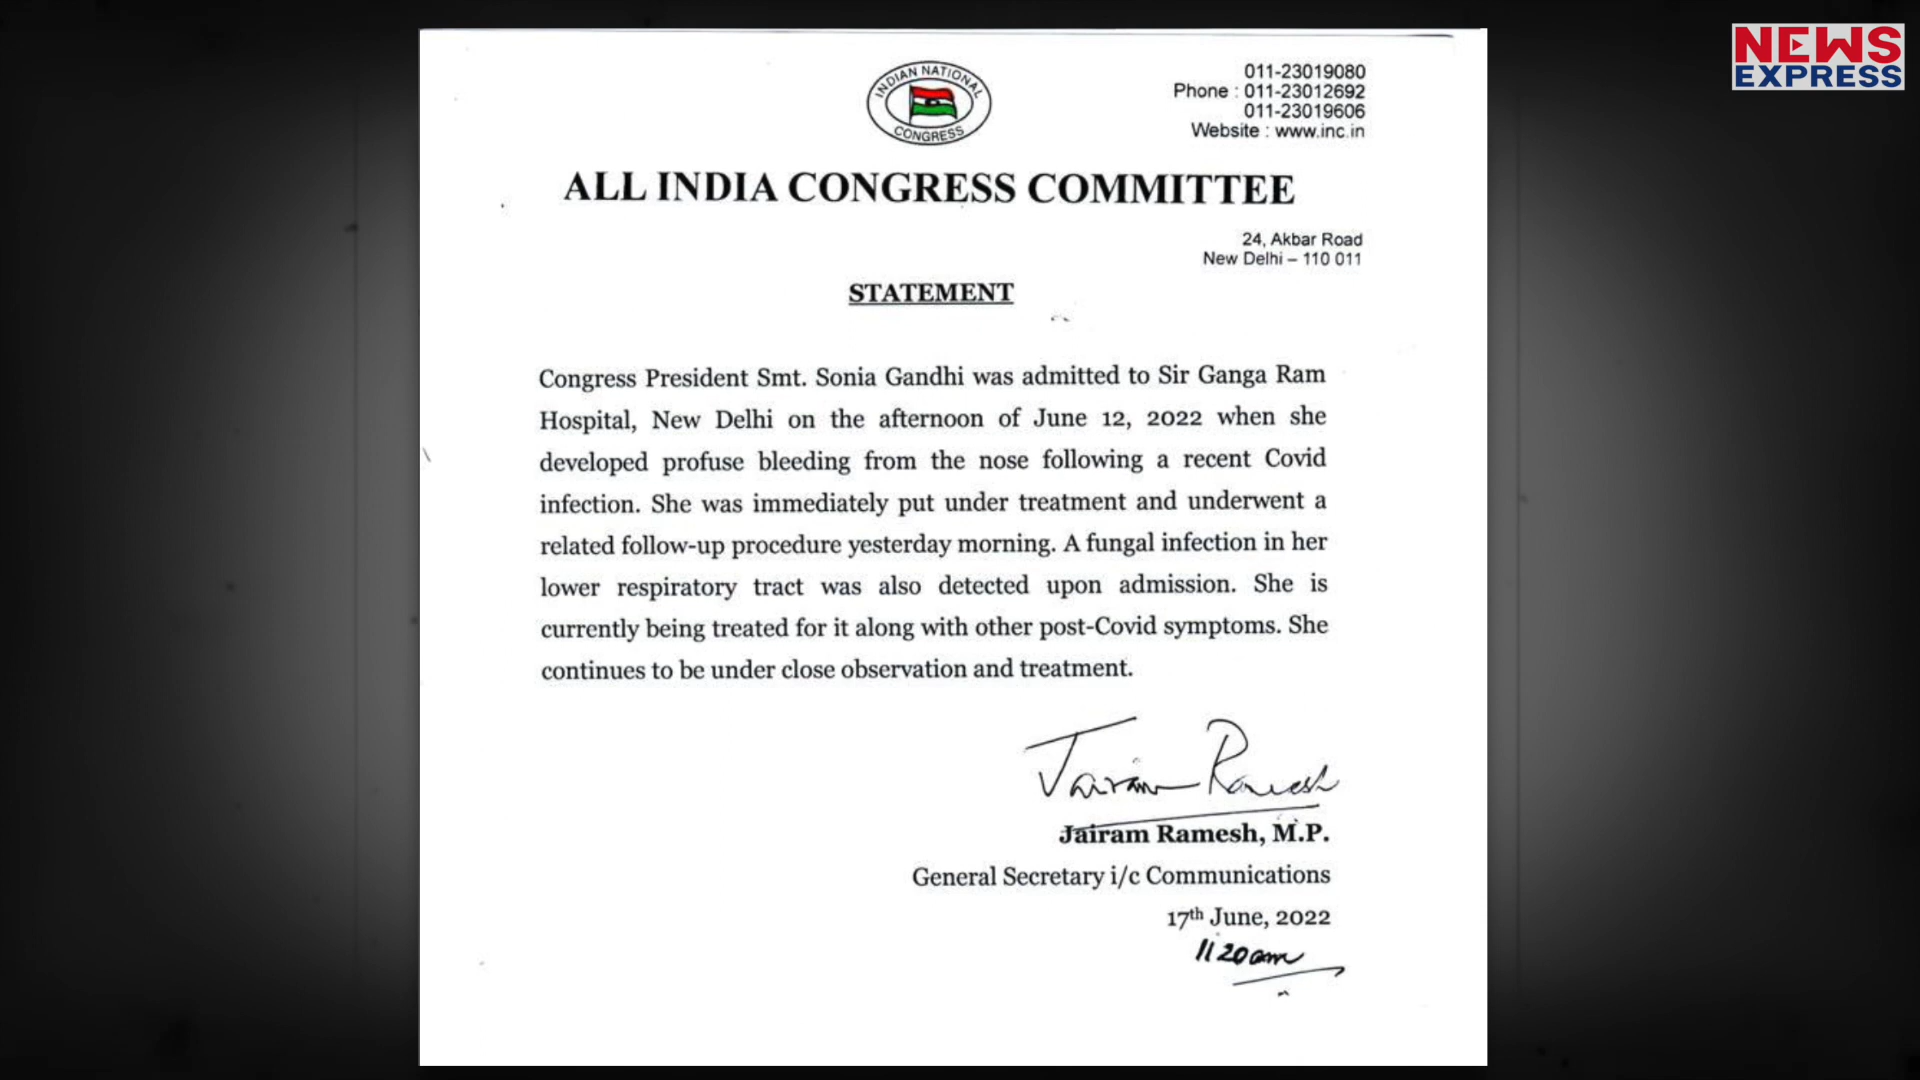 NEWS
EXPRESS
INDIAN NATIONAL
CONGRESS
011-23019080
Phone : 011-23012692
011-23019606
Website : www.inc.in
ALL INDIA CONGRESS COMMITTEE
24, Akbar Road
New Delhi – 110 011
STATEMENT
Congress President Smt. Sonia Gandhi was admitted to Sir Ganga Ram
Hospital, New Delhi on the afternoon of June 12, 2022 when she
developed profuse bleeding from the nose following a recent Covid
infection. She was immediately put under treatment and underwent a
related follow-up procedure yesterday morning. A fungal infection in her
lower respiratory tract was also detected upon admission. She is
currently being treated for it along with other post-Covid symptoms. She
continues to be under close observation and treatment.
Jairam Ramesh
Jairam Ramesh, M.P.
General Secretary i/c Communications
17th June, 2022
11 20am